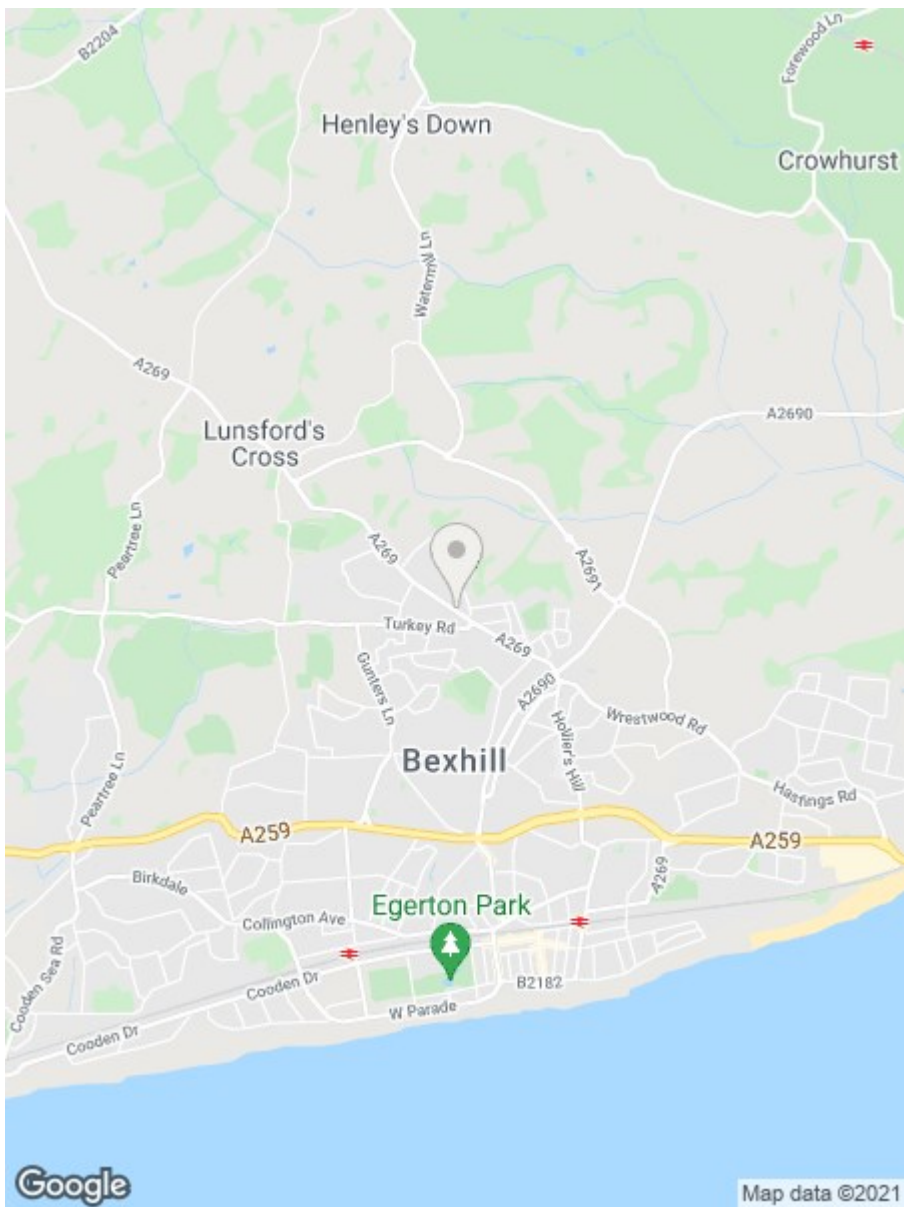 B2204
Forewood Ln
Henley's Down
Crowhurst
Watermill Ln
A269
A2690
Lunsford's
Cross
Peartree Ln
A269
A2691
Turkey Rd
A269
Gunters Ln
A2690
Hollier's Hill
Wrestwood Rd
Bexhill
Peartree Ln
Hastings Rd
A259
A259
Birkdale
A269
Egerton Park
Collington Ave
Cooden Sea Rd
Cooden Dr
B2182
W Parade
Cooden Dr
Google
Map data ©2021